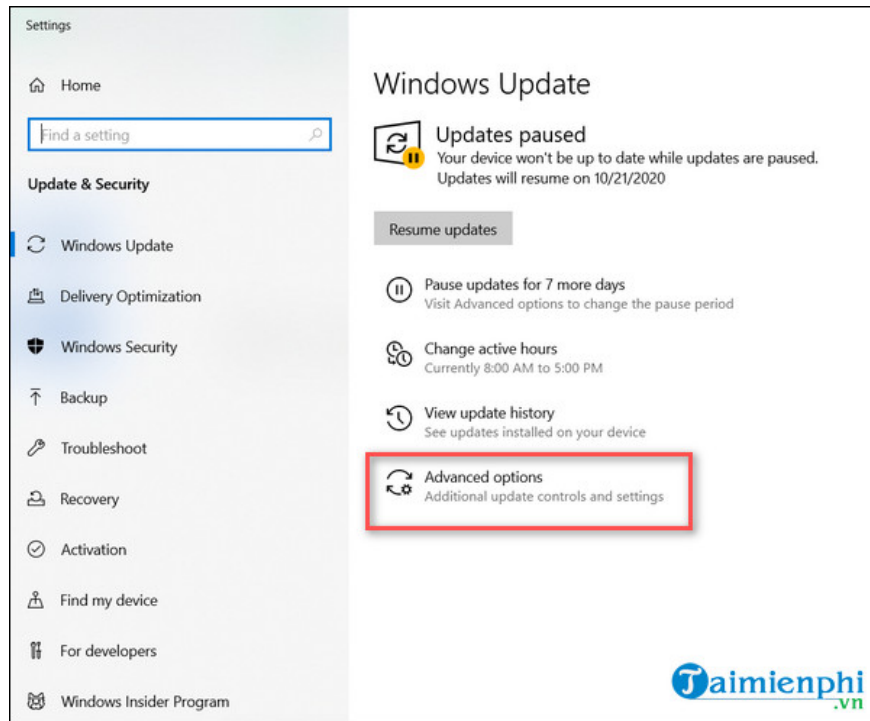 Settings
Home
Find a setting
Update & Security
Windows Update
Delivery Optimization
Windows Security
Backup
Troubleshoot
Recovery
Activation
Find my device
For developers
Windows Insider Program
Windows Update
Updates paused
Your device won't be up to date while updates are paused.
Updates will resume on 10/21/2020
Resume updates
Pause updates for 7 more days
Visit Advanced options to change the pause period
Change active hours
Currently 8:00 AM to 5:00 PM
View update history
See updates installed on your device
Advanced options
Additional update controls and settings
Taimienphi
.vn